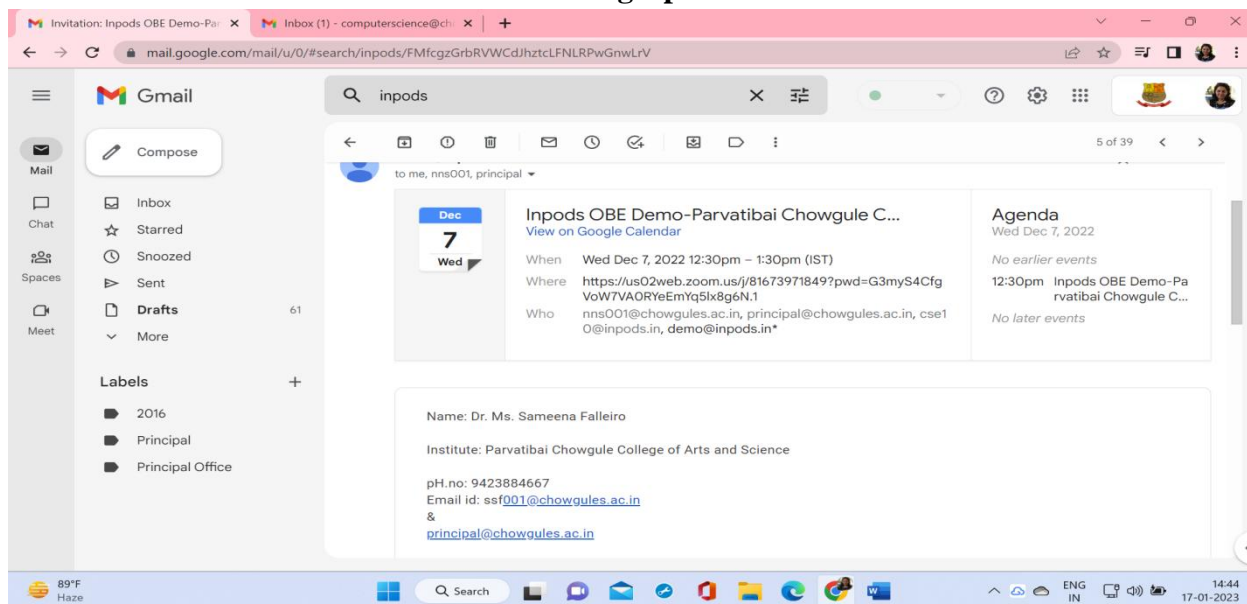 Invitation: Inpods OBE Demo-Par
Inbox (1) - computerscience@ch
mail.google.com/mail/u/0/#search/inpods/FMfcgzGrbRVWCdJhztcLFNLRPwGnwLrV
Gmail
inpods
Compose
5 of 39
Mail
Chat
Spaces
Meet
Inbox
Starred
Snoozed
Sent
Drafts 61
More
Labels
2016
Principal
Principal Office
to me, nns001, principal
Dec
7
Wed
Inpods OBE Demo-Parvatibai Chowgule C...
View on Google Calendar
When Wed Dec 7, 2022 12:30pm – 1:30pm (IST)
Where https://us02web.zoom.us/j/81673971849?pwd=G3myS4Cfg
VoW7VA0RYeEmYq5lx8g6N.1
Who nns001@chowgules.ac.in, principal@chowgules.ac.in, cse1
0@inpods.in, demo@inpods.in*
Agenda
Wed Dec 7, 2022
No earlier events
12:30pm Inpods OBE Demo-Pa
rvatibai Chowgule C...
No later events
Name: Dr. Ms. Sameena Falleiro
Institute: Parvatibai Chowgule College of Arts and Science
pH.no: 9423884667
Email id: ssf001@chowgules.ac.in
&
principal@chowgules.ac.in
89°F
Haze
Search
ENG
IN
14:44
17-01-2023